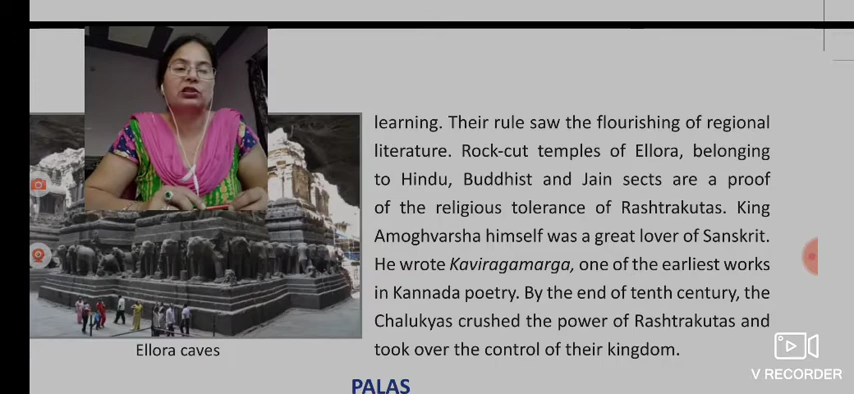 learning. Their rule saw the flourishing of regional
literature. Rock-cut temples of Ellora, belonging
to Hindu, Buddhist and Jain sects are a proof
of the religious tolerance of Rashtrakutas. King
Amoghvarsha himself was a great lover of Sanskrit.
He wrote Kaviragamarga, one of the earliest works
in Kannada poetry. By the end of tenth century, the
Chalukyas crushed the power of Rashtrakutas and
took over the control of their kingdom.
Ellora caves
PALAS
V RECORDER